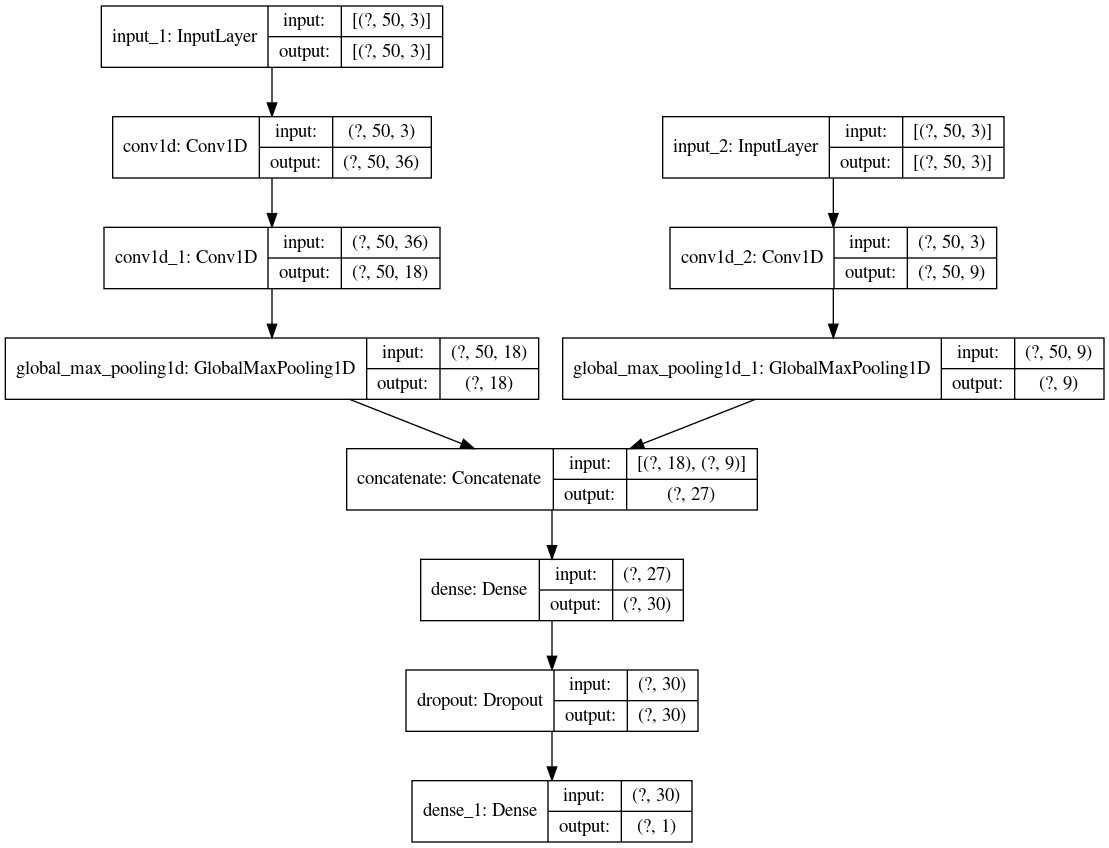 input_1: InputLayer
input: [(?, 50, 3)]
output: [(?, 50, 3)]
conv1d: Conv1D
input: (?, 50, 3)
output: (?, 50, 36)
input_2: InputLayer
input: [(?, 50, 3)]
output: [(?, 50, 3)]
conv1d_1: Conv1D
input: (?, 50, 36)
output: (?, 50, 18)
conv1d_2: Conv1D
input: (?, 50, 3)
output: (?, 50, 9)
global_max_pooling1d: GlobalMaxPooling1D
input: (?, 50, 18)
output: (?, 18)
global_max_pooling1d_1: GlobalMaxPooling1D
input: (?, 50, 9)
output: (?, 9)
concatenate: Concatenate
input: [(?, 18), (?, 9)]
output: (?, 27)
dense: Dense
input: (?, 27)
output: (?, 30)
dropout: Dropout
input: (?, 30)
output: (?, 30)
dense_1: Dense
input: (?, 30)
output: (?, 1)